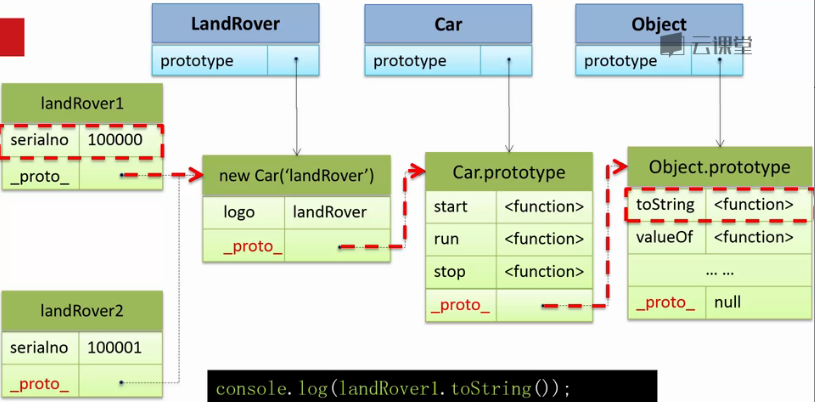 LandRover
prototype
Car
prototype
Object
prototype
云课堂
landRover1
serialno 100000
_proto_
new Car('landRover')
logo landRover
_proto_
Car.prototype
start <function>
run <function>
stop <function>
_proto_
Object.prototype
toString <function>
valueOf <function>
... ...
_proto_ null
landRover2
serialno 100001
_proto_
console.log(landRover1.toString());